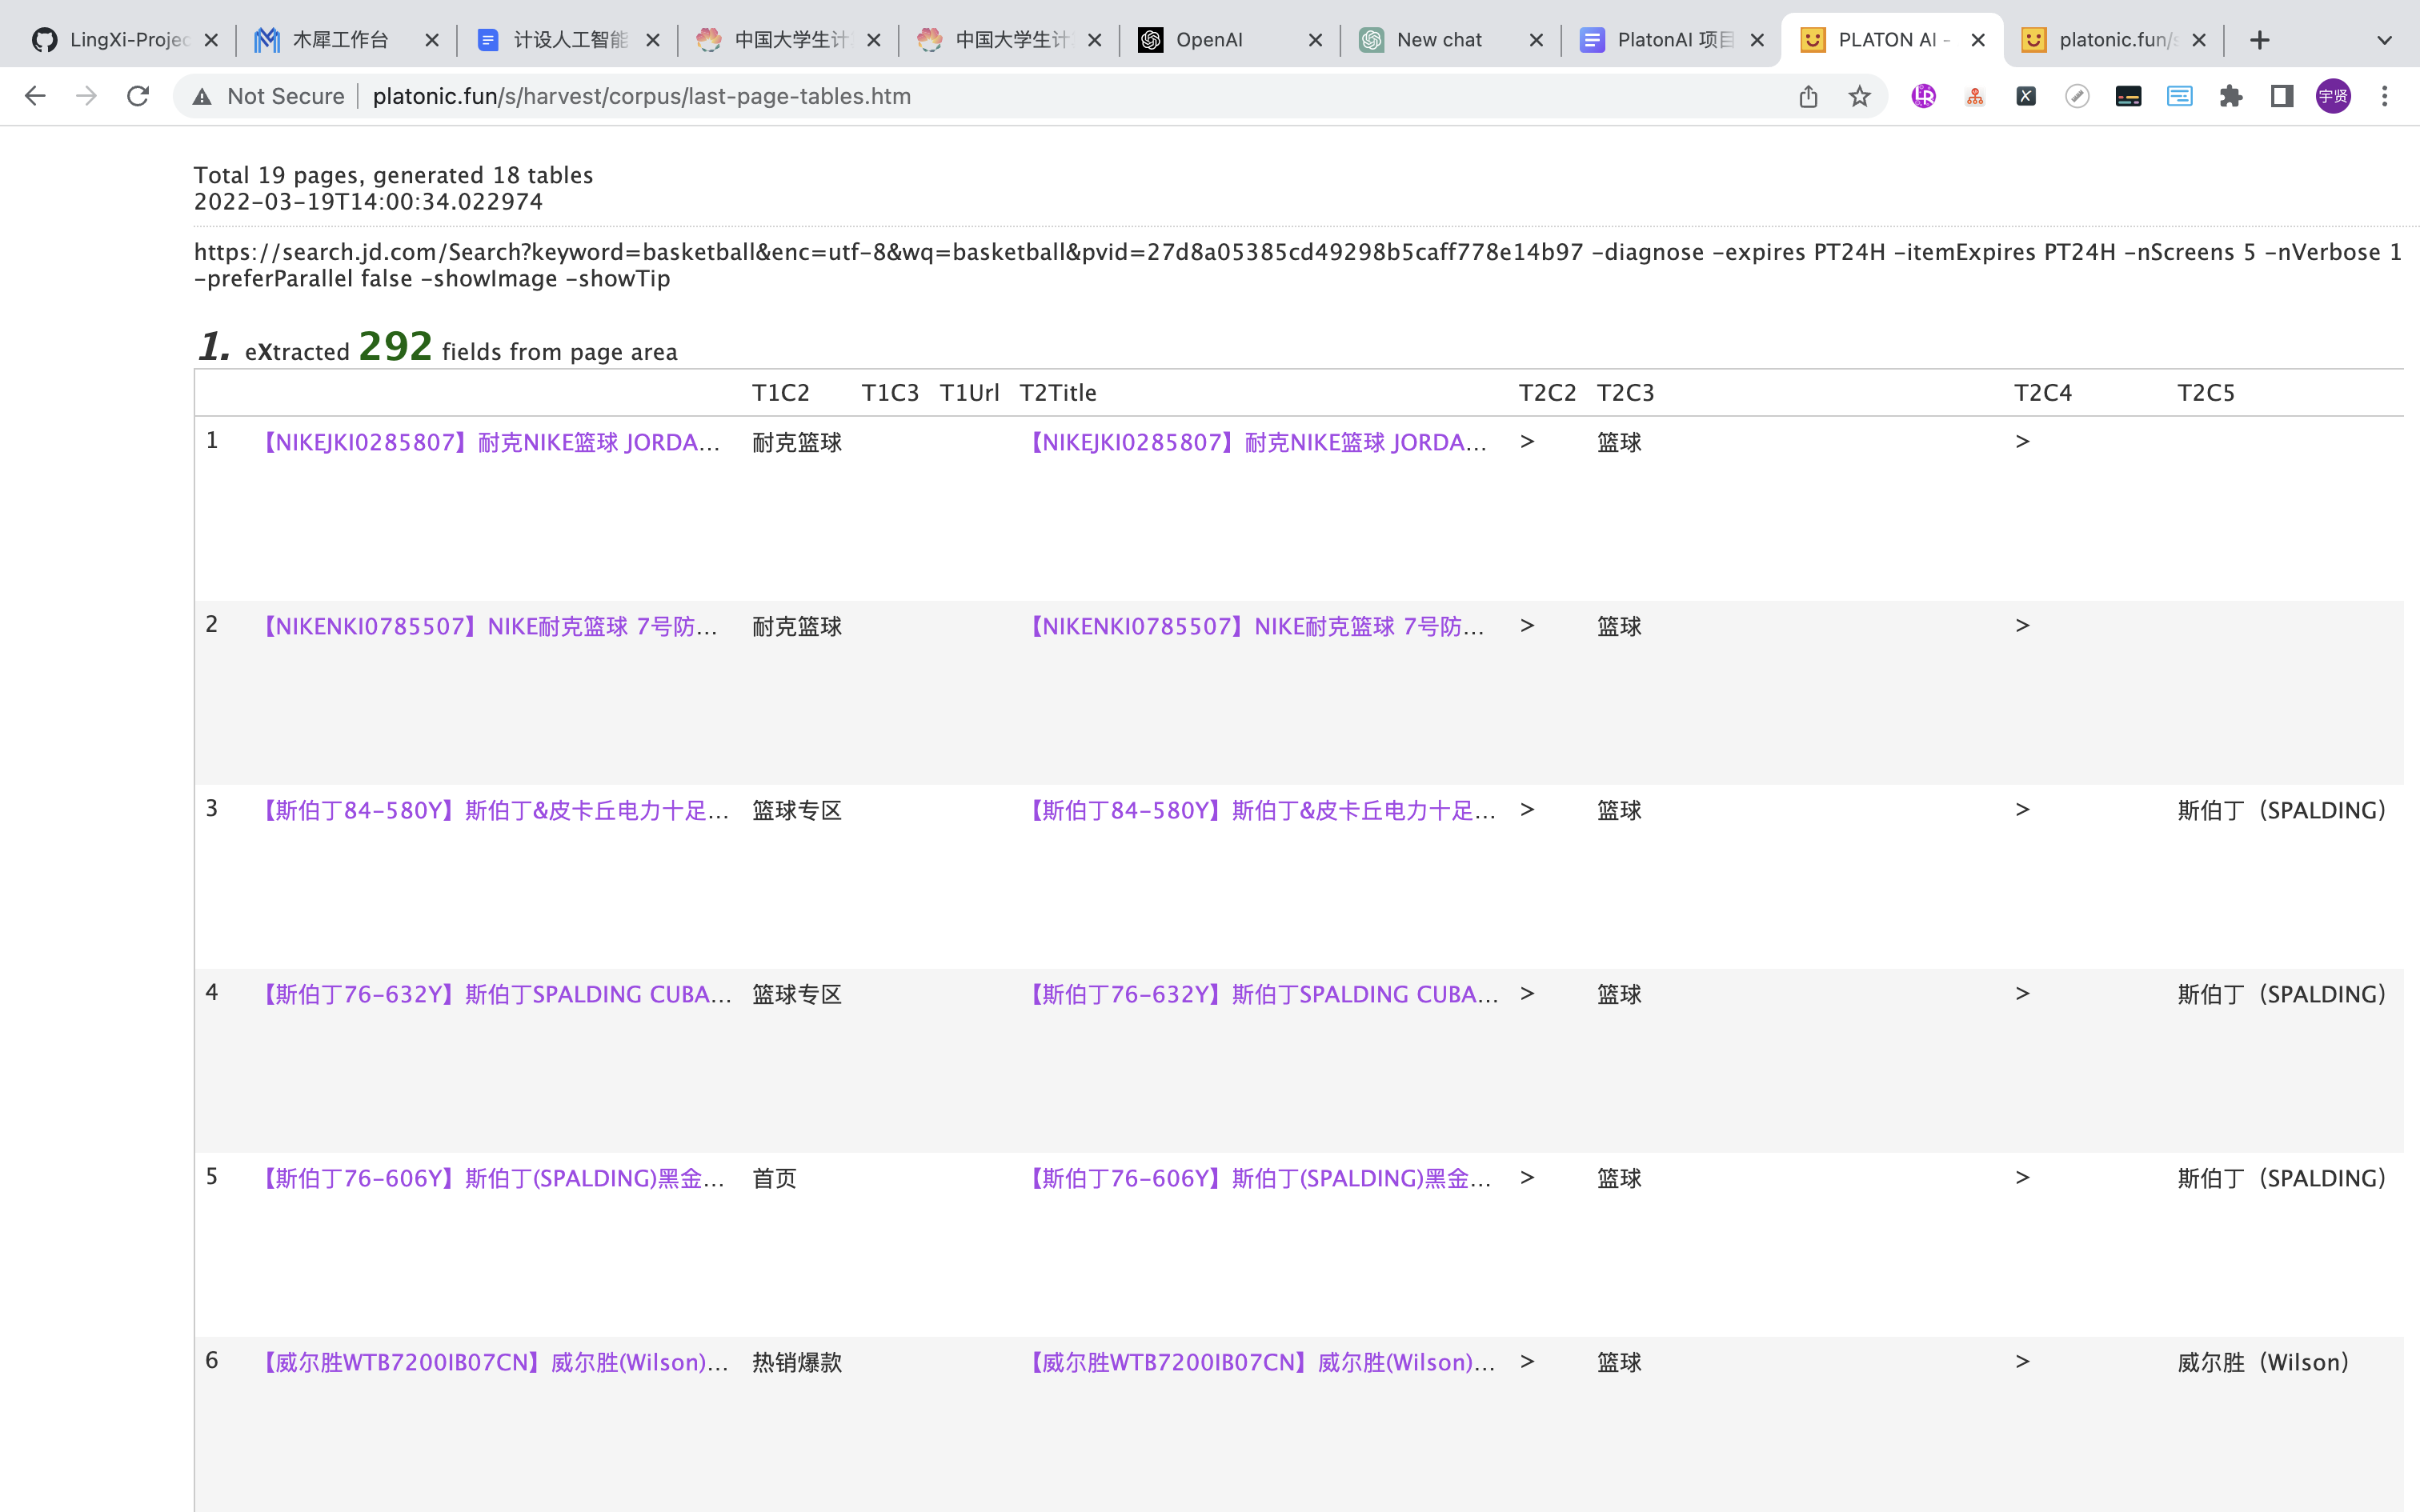 LingXi-Projec
木犀工作台
计设人工智能
中国大学生计
中国大学生计
OpenAI
New chat
PlatonAI 项目
PLATON AI -
platonic.fun/s
Not Secure platonic.fun/s/harvest/corpus/last-page-tables.htm
宇贤
Total 19 pages, generated 18 tables
2022-03-19T14:00:34.022974
https://search.jd.com/Search?keyword=basketball&enc=utf-8&wq=basketball&pvid=27d8a05385cd49298b5caff778e14b97 -diagnose -expires PT24H -itemExpires PT24H -nScreens 5 -nVerbose 1
-preferParallel false -showImage -showTip
1. eXtracted 292 fields from page area
T1C2 T1C3 T1Url T2Title T2C2 T2C3 T2C4 T2C5
1 【NIKEJKI0285807】耐克NIKE篮球 JORDA... 耐克篮球 【NIKEJKI0285807】耐克NIKE篮球 JORDA... > 篮球 >
2 【NIKENKI0785507】NIKE耐克篮球 7号防... 耐克篮球 【NIKENKI0785507】NIKE耐克篮球 7号防... > 篮球 >
3 【斯伯丁84-580Y】斯伯丁&皮卡丘电力十足... 篮球专区 【斯伯丁84-580Y】斯伯丁&皮卡丘电力十足... > 篮球 > 斯伯丁（SPALDING）
4 【斯伯丁76-632Y】斯伯丁SPALDING CUBA... 篮球专区 【斯伯丁76-632Y】斯伯丁SPALDING CUBA... > 篮球 > 斯伯丁（SPALDING）
5 【斯伯丁76-606Y】斯伯丁(SPALDING)黑金... 首页 【斯伯丁76-606Y】斯伯丁(SPALDING)黑金... > 篮球 > 斯伯丁（SPALDING）
6 【威尔胜WTB7200IB07CN】威尔胜(Wilson)... 热销爆款 【威尔胜WTB7200IB07CN】威尔胜(Wilson)... > 篮球 > 威尔胜（Wilson）